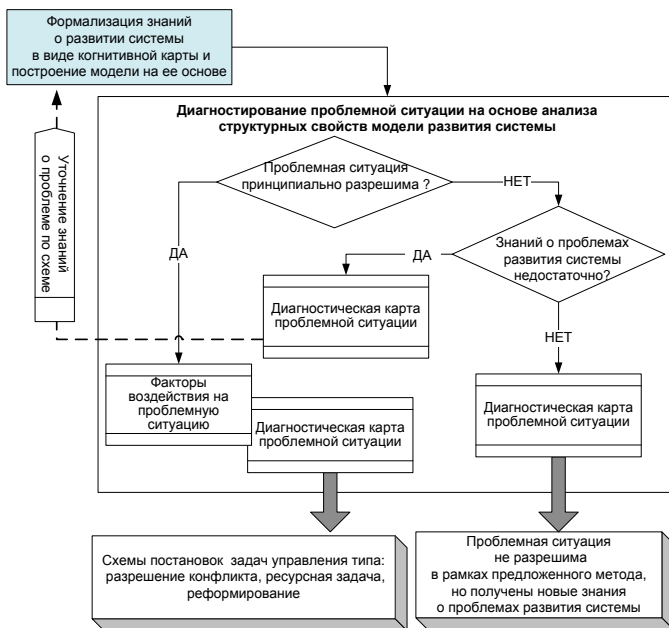 Формализация знаний
о развитии системы
в виде когнитивной карты и
построение модели на ее основе
Диагностирование проблемной ситуации на основе анализа
структурных свойств модели развития системы
Уточнение знаний
о проблеме по схеме
Проблемная ситуация
принципиально разрешима ?
НЕТ
ДА
Знаний о проблемах
развития системы
недостаточно?
ДА
НЕТ
Диагностическая карта
проблемной ситуации
Факторы
воздействия на
проблемную
ситуацию
Диагностическая карта
проблемной ситуации
Диагностическая карта
проблемной ситуации
Схемы постановок задач управления типа:
разрешение конфликта, ресурсная задача,
реформирование
Проблемная ситуация
не разрешима
в рамках предложенного метода,
но получены новые знания
о проблемах развития системы